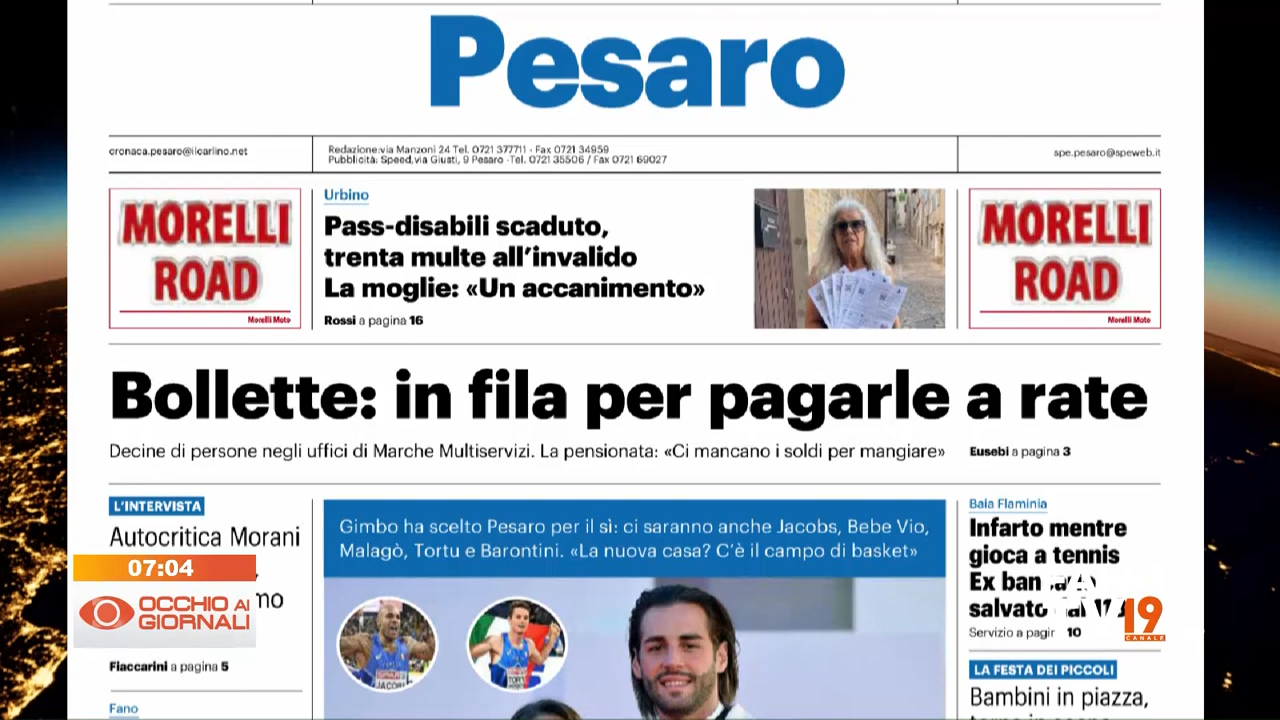 Pesaro
cronaca.pesaro@ilcarlino.net
Redazione:via Manzoni 24 Tel. 0721 377711 - Fax 0721 34959
Pubblicità: Speed,via Giusti, 9 Pesaro -Tel. 0721 35506 / Fax 0721 69027
spe.pesaro@speweb.it
MORELLI
ROAD
Morelli Moto
Urbino
Pass-disabili scaduto,
trenta multe all'invalido
La moglie: «Un accanimento»
Rossi a pagina 16
MORELLI
ROAD
Morelli Moto
Bollette: in fila per pagarle a rate
Decine di persone negli uffici di Marche Multiservizi. La pensionata: «Ci mancano i soldi per mangiare»
Eusebi a pagina 3
L'INTERVISTA
Autocritica Morani
07:04
OCCHIO AI
GIORNALI
Fiaccarini a pagina 5
Fano
Gimbo ha scelto Pesaro per il sì: ci saranno anche Jacobs, Bebe Vio,
Malagò, Tortu e Barontini. «La nuova casa? C'è il campo di basket»
JACOBS
TORTU
Baia Flaminia
Infarto mentre
gioca a tennis
Ex
salvato
Servizio a 10
19
CANALE
LA FESTA DEI PICCOLI
Bambini in piazza,